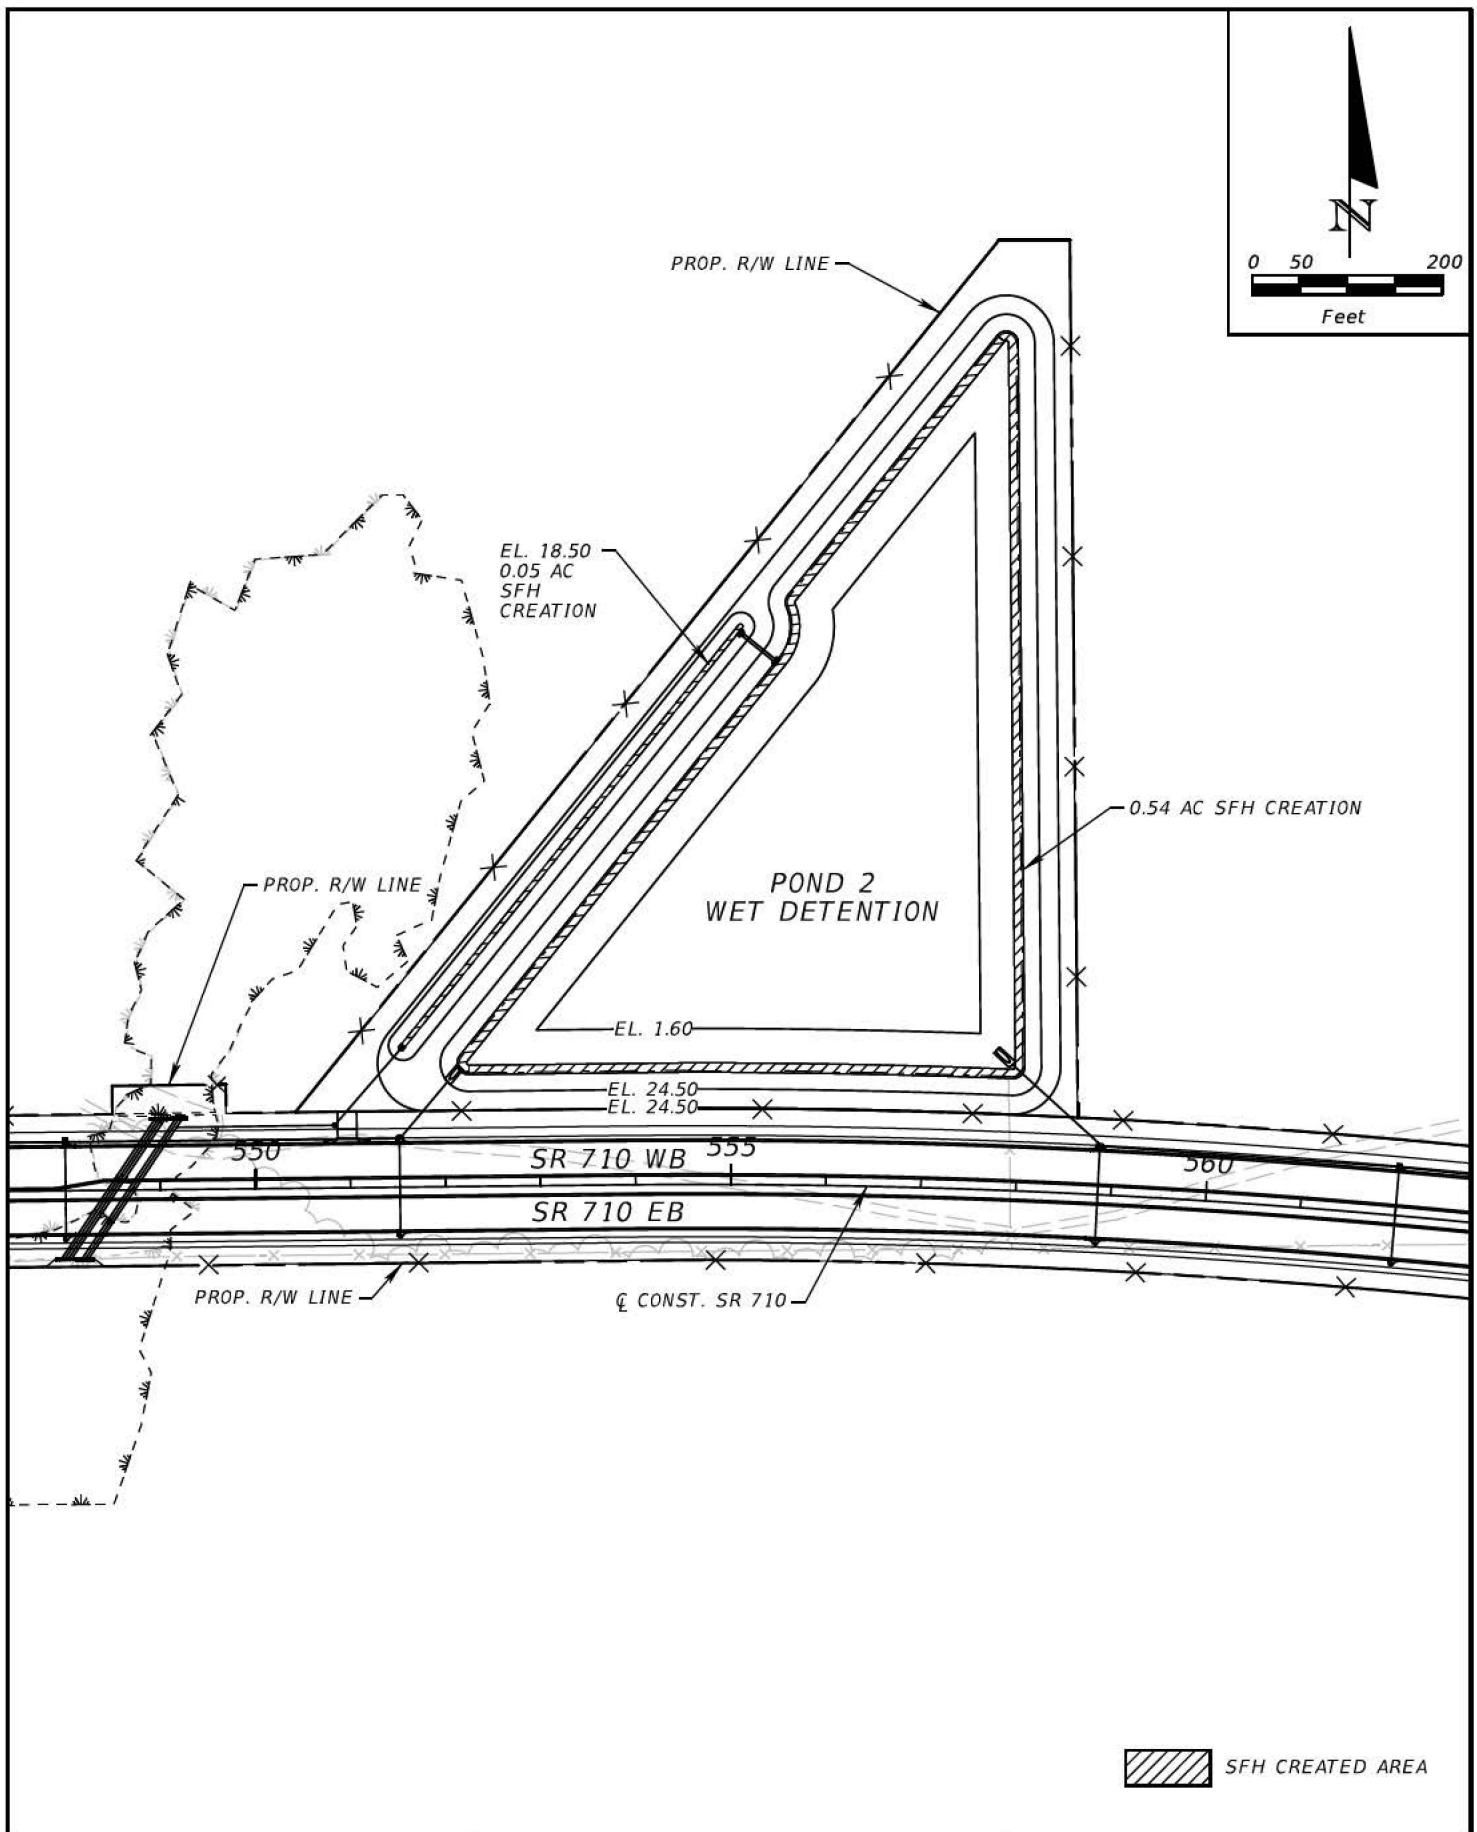 N
0 50 200
Feet
PROP. R/W LINE
EL. 18.50
0.05 AC
SFH
CREATION
0.54 AC SFH CREATION
POND 2
WET DETENTION
PROP. R/W LINE
EL. 1.60
EL. 24.50
EL. 24.50
550
555
560
SR 710 WB
SR 710 EB
PROP. R/W LINE
℄ CONST. SR 710
SFH CREATED AREA